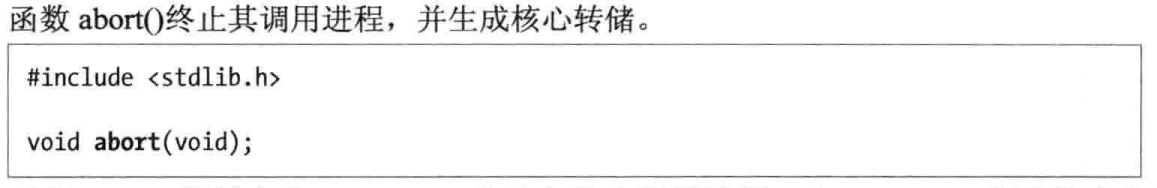 函数 abort()终止其调用进程，并生成核心转储。
#include <stdlib.h>
void abort(void);